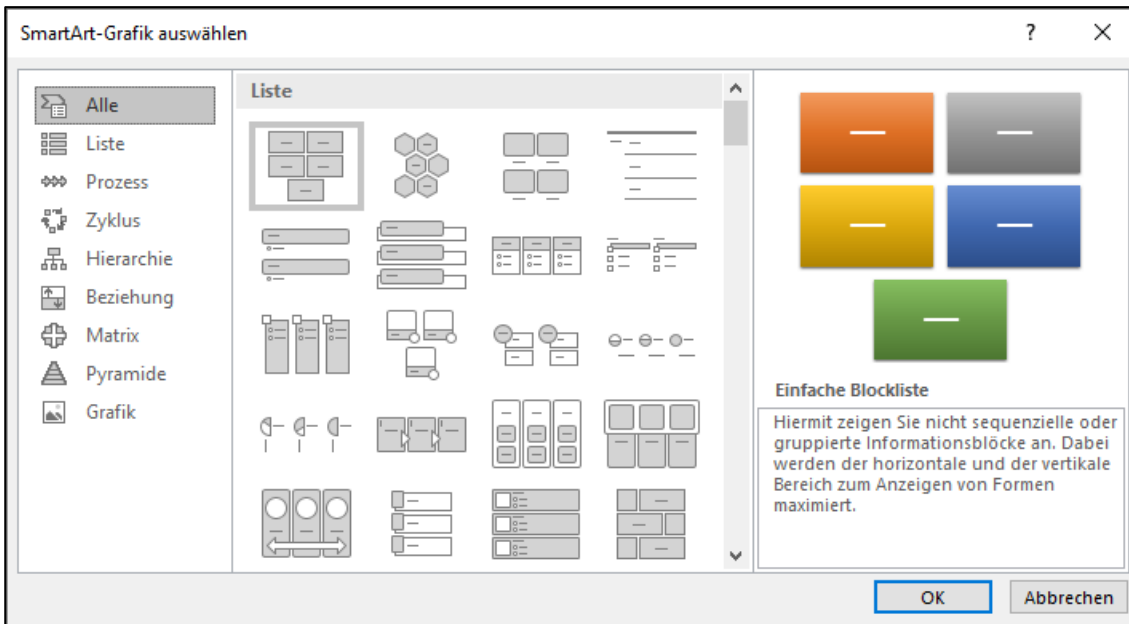 SmartArt-Grafik auswählen
?
Alle
Liste
Prozess
Zyklus
Hierarchie
Beziehung
Matrix
Pyramide
Grafik
Liste
Einfache Blockliste
Hiermit zeigen Sie nicht sequenzielle oder
gruppierte Informationsblöcke an. Dabei
werden der horizontale und der vertikale
Bereich zum Anzeigen von Formen
maximiert.
OK
Abbrechen